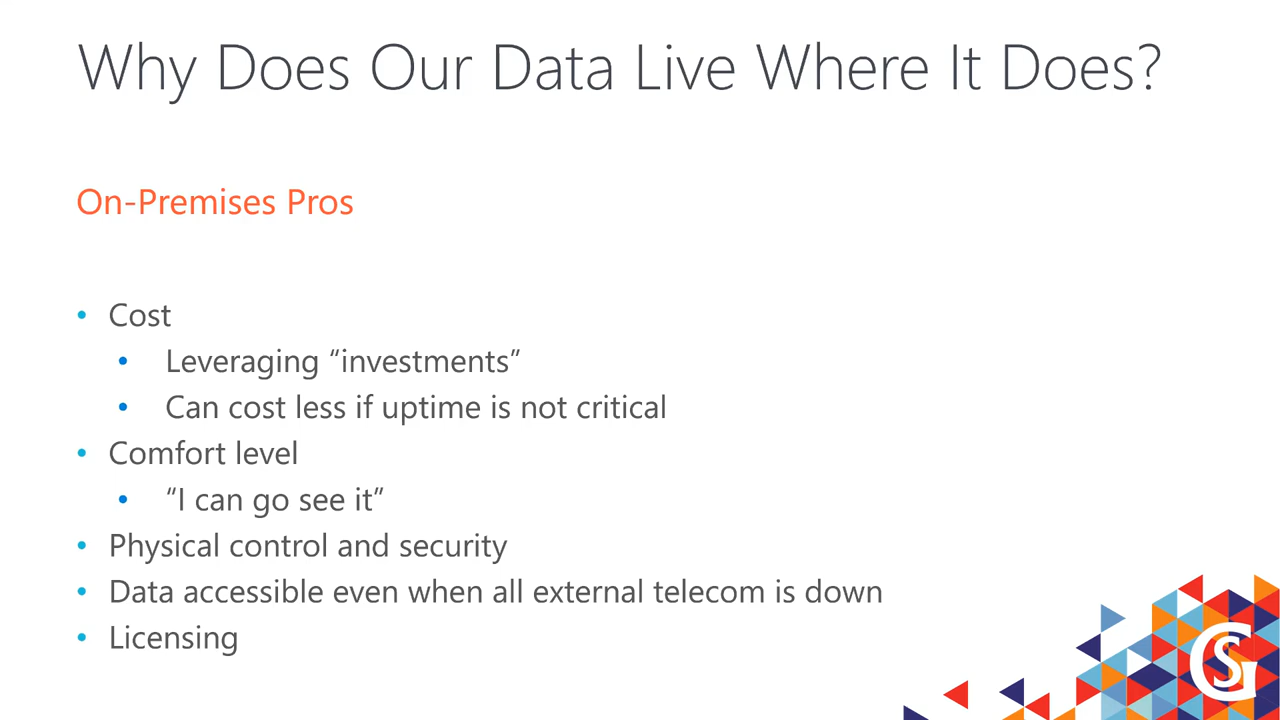 Why Does Our Data Live Where It Does?
On-Premises Pros
• Cost
• Leveraging “investments”
• Can cost less if uptime is not critical
• Comfort level
• “I can go see it”
• Physical control and security
• Data accessible even when all external telecom is down
• Licensing
GS